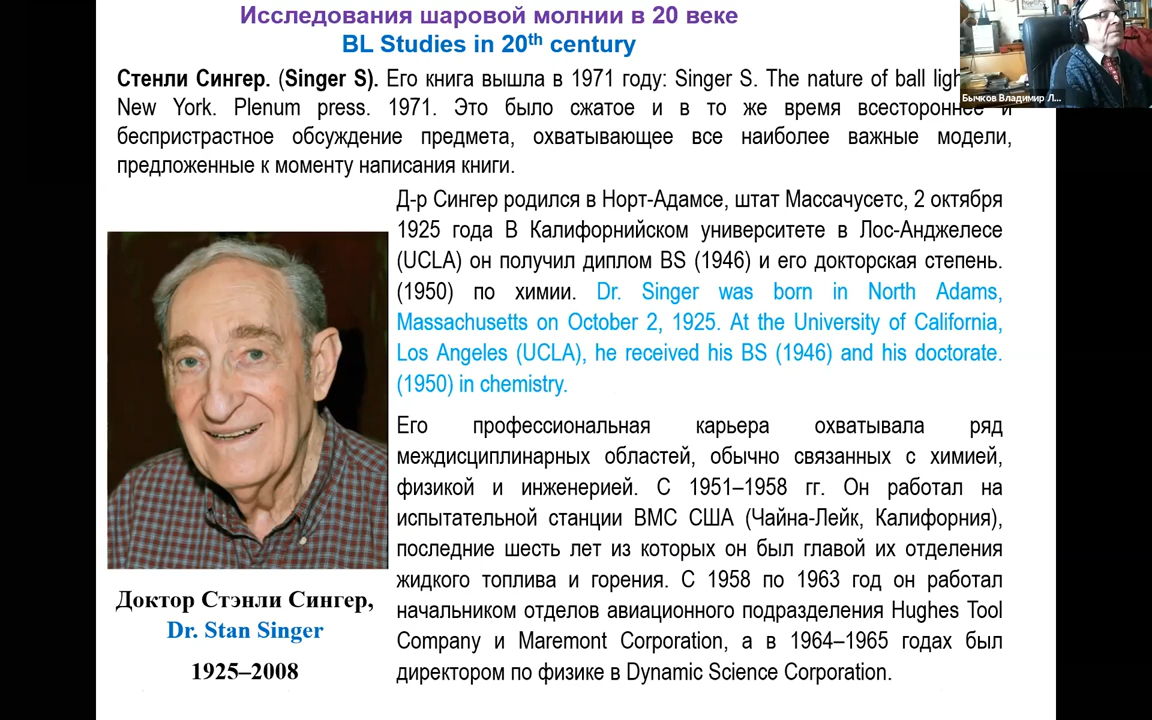 Исследования шаровой молнии в 20 веке
BL Studies in 20th century
Стенли Сингер. (Singer S). Его книга вышла в 1971 году: Singer S. The nature of ball
New York. Plenum press. 1971. Это было сжатое и в то же время всестороннее и
беспристрастное обсуждение предмета, охватывающее все наиболее важные модели,
предложенные к моменту написания книги.
Бычков Владимир Л...
Д-р Сингер родился в Норт-Адамсе, штат Массачусетс, 2 октября
1925 года В Калифорнийском университете в Лос-Анджелесе
(UCLA) он получил диплом BS (1946) и его докторская степень.
(1950) по химии. Dr. Singer was born in North Adams,
Massachusetts on October 2, 1925. At the University of California,
Los Angeles (UCLA), he received his BS (1946) and his doctorate.
(1950) in chemistry.
Его профессиональная карьера охватывала ряд
междисциплинарных областей, обычно связанных с химией,
физикой и инженерией. С 1951–1958 гг. Он работал на
испытательной станции ВМС США (Чайна-Лейк, Калифорния),
последние шесть лет из которых он был главой их отделения
жидкого топлива и горения. С 1958 по 1963 год он работал
начальником отделов авиационного подразделения Hughes Tool
Company и Maremont Corporation, а в 1964–1965 годах был
директором по физике в Dynamic Science Corporation.
Доктор Стэнли Сингер,
Dr. Stan Singer
1925–2008